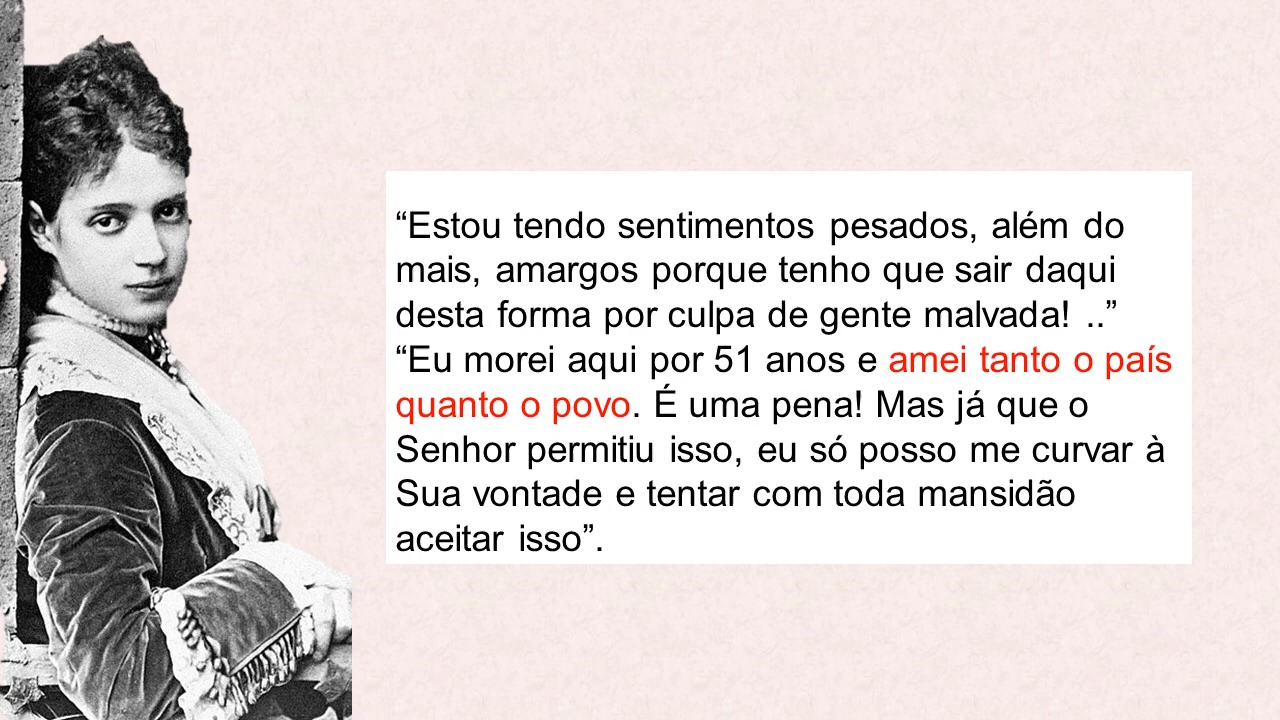 “Estou tendo sentimentos pesados, além do
mais, amargos porque tenho que sair daqui
desta forma por culpa de gente malvada! ..”
“Eu morei aqui por 51 anos e amei tanto o país
quanto o povo. É uma pena! Mas já que o
Senhor permitiu isso, eu só posso me curvar à
Sua vontade e tentar com toda mansidão
aceitar isso”.